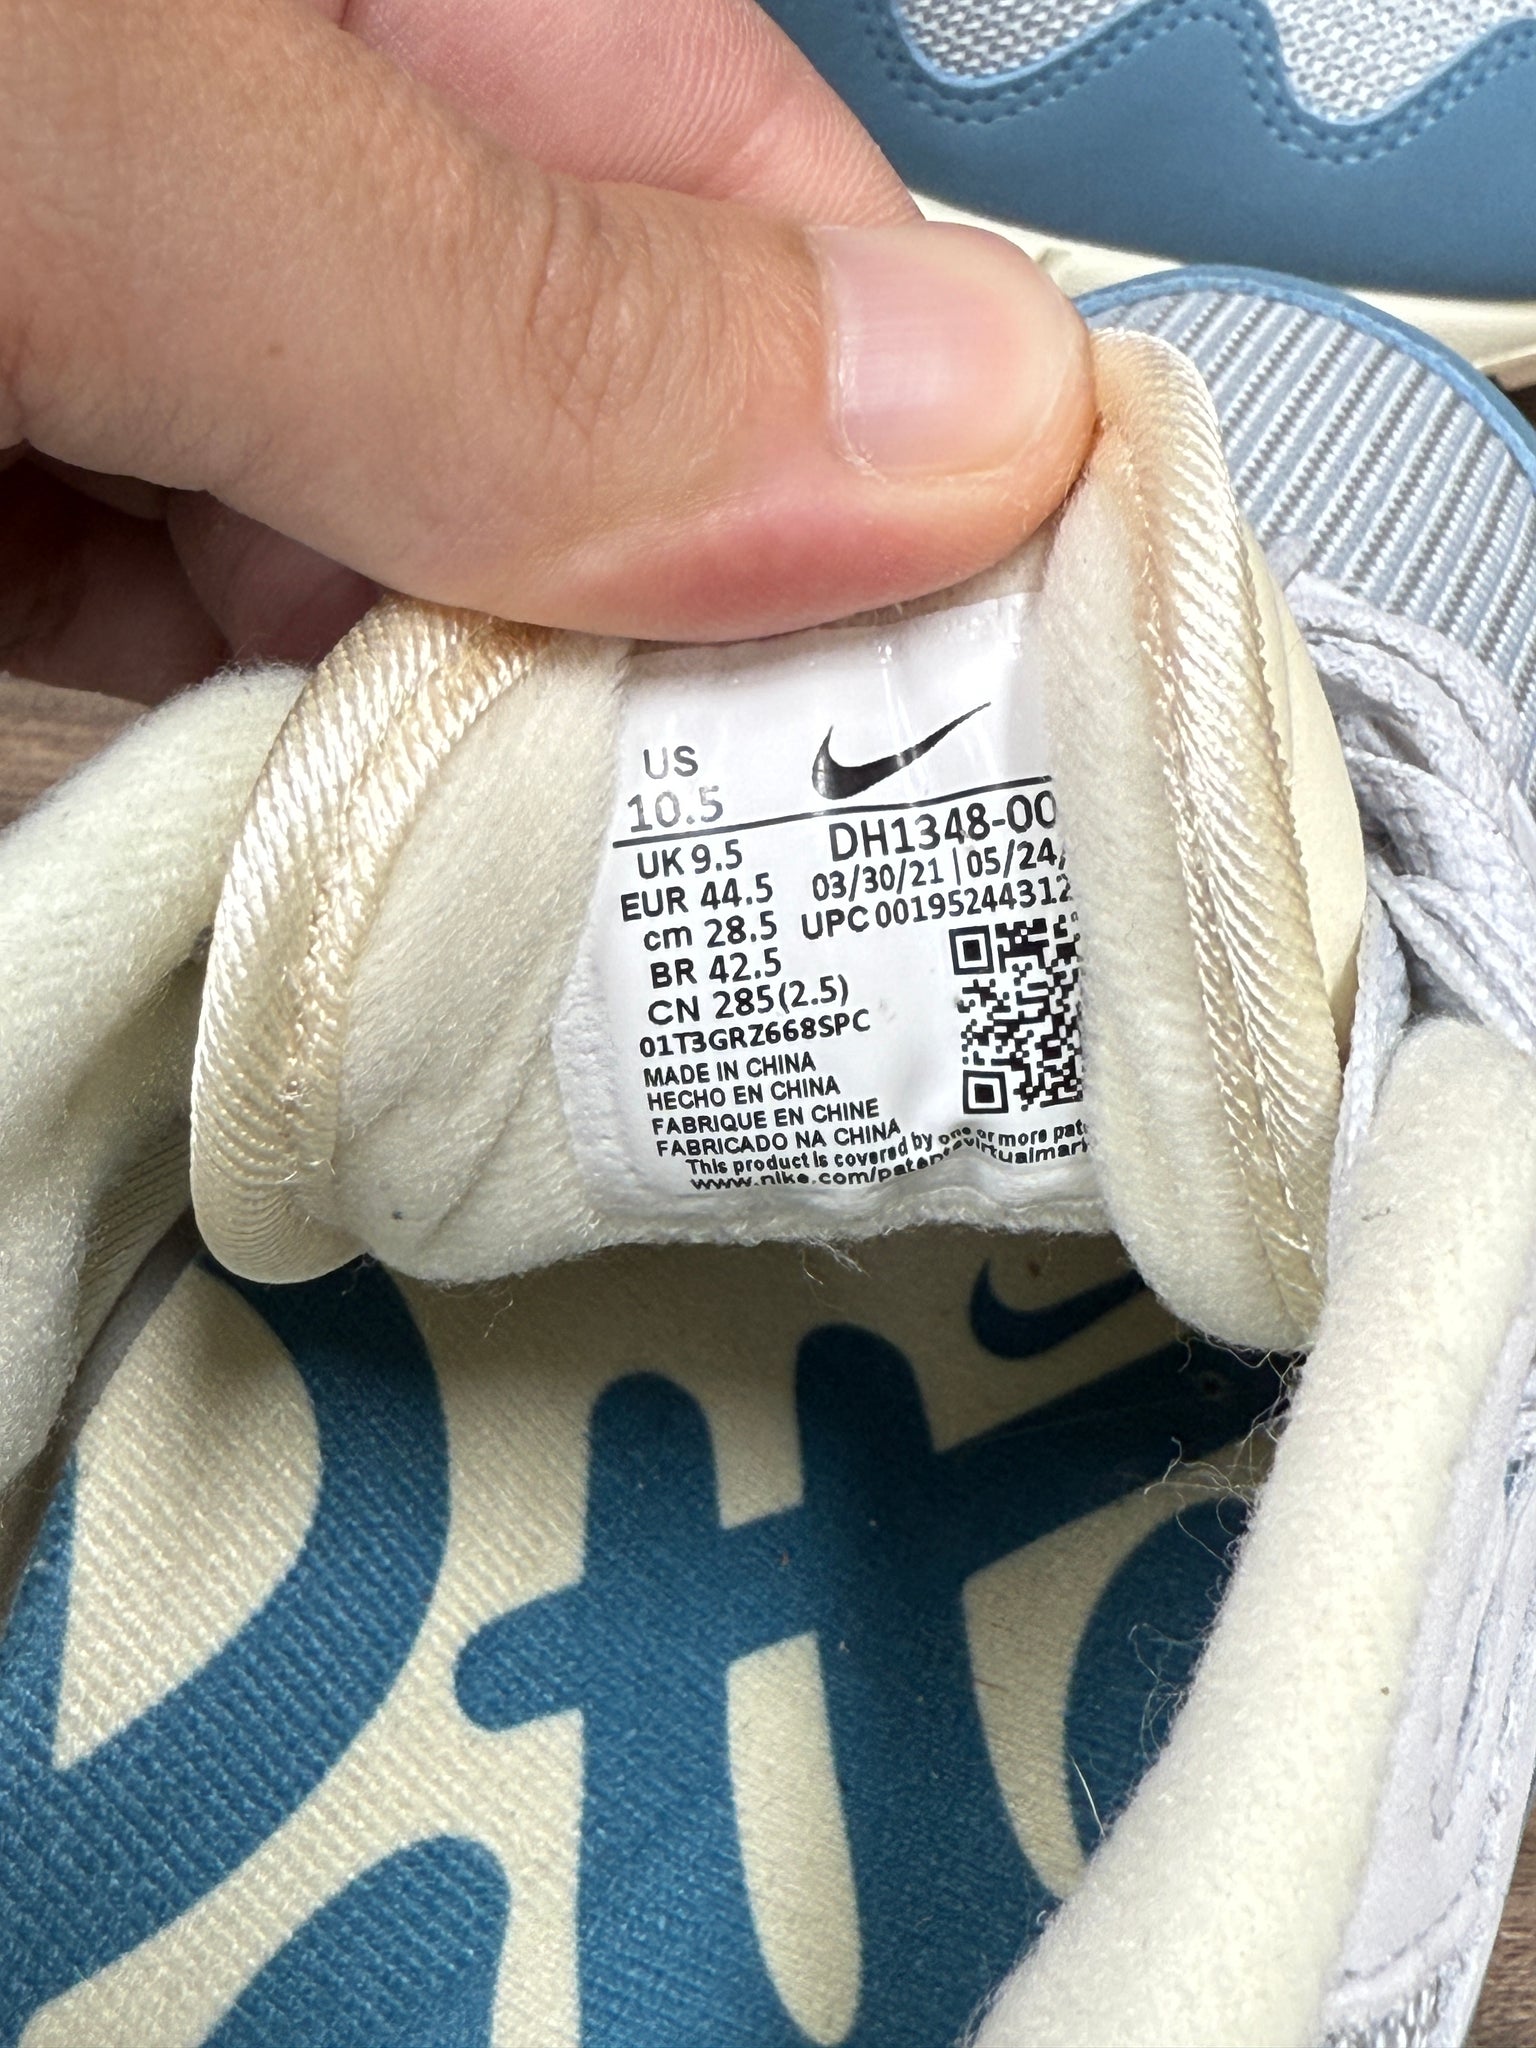 US
10.5
UK 9.5
EUR 44.5
cm 28.5
BR 42.5
CN 285(2.5)
01T3GRZ668SPC
MADE IN CHINA
HECHO EN CHINA
FABRIQUE EN CHINE
FABRICADO NA CHINA
DH1348-00
03/30/21 | 05/24/
UPC 00195244312
This product is covered by one or more
www.nike.com/